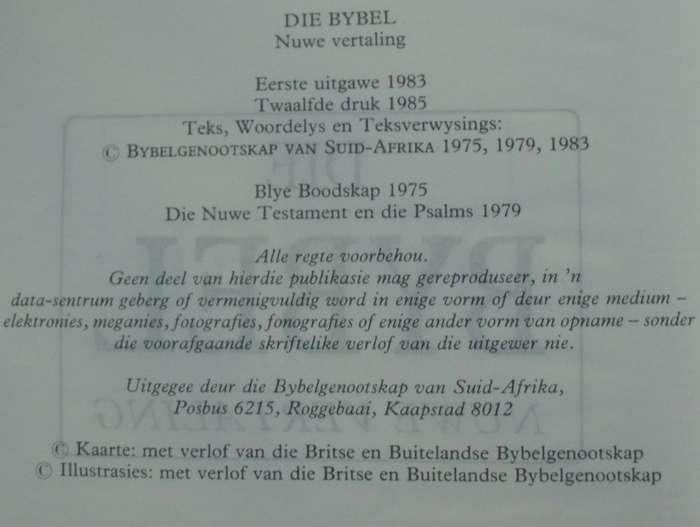 DIE BYBEL
Nuwe vertaling
Eerste uitgawe 1983
Twaalfde druk 1985
Teks, Woordelys en Teksverwysings:
© BYBELGENOOTSKAP VAN SUID-AFRIKA 1975, 1979, 1983
Blye Boodskap 1975
Die Nuwe Testament en die Psalms 1979
Alle regte voorbehou.
Geen deel van hierdie publikasie mag gereproduseer, in 'n
data-sentrum geberg of vermenigvuldig word in enige vorm of deur enige medium –
elektronies, meganies, fotografies, fonografies of enige ander vorm van opname – sonder
die voorafgaande skriftelike verlof van die uitgewer nie.
Uitgegee deur die Bybelgenootskap van Suid-Afrika,
Posbus 6215, Roggebaai, Kaapstad 8012
© Kaarte: met verlof van die Britse en Buitelandse Bybelgenootskap
© Illustrasies: met verlof van die Britse en Buitelandse Bybelgenootskap
DIE
BYBEL
NUWE VERTALING